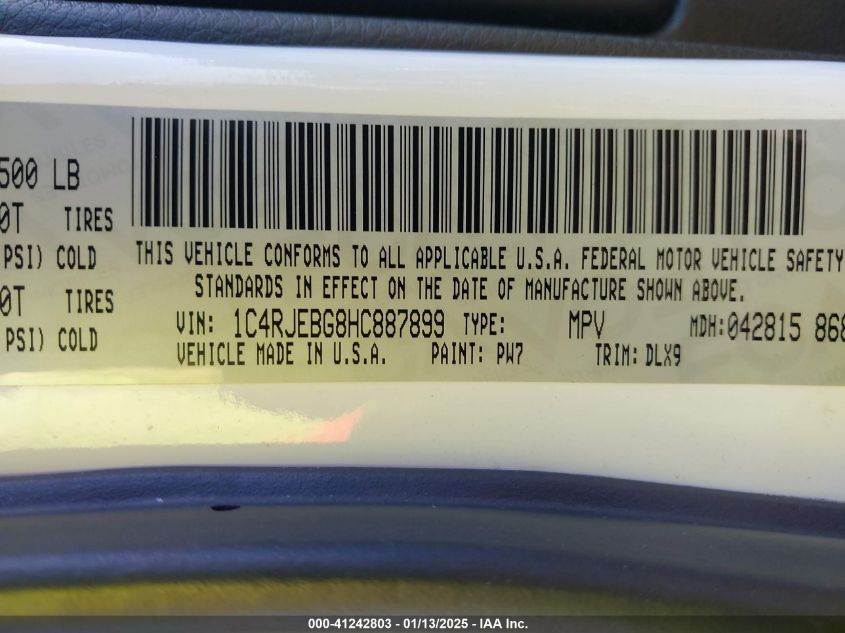 500 LB
0T TIRES
PSI) COLD
0T TIRES
PSI) COLD
THIS VEHICLE CONFORMS TO ALL APPLICABLE U.S.A. FEDERAL MOTOR VEHICLE SAFETY
STANDARDS IN EFFECT ON THE DATE OF MANUFACTURE SHOWN ABOVE.
VIN: 1C4RJEBG8HC887899 TYPE: MPV MDH:042815 868
VEHICLE MADE IN U.S.A. PAINT: PW7 TRIM: DLX9
000-41242803 - 01/13/2025 - IAA Inc.